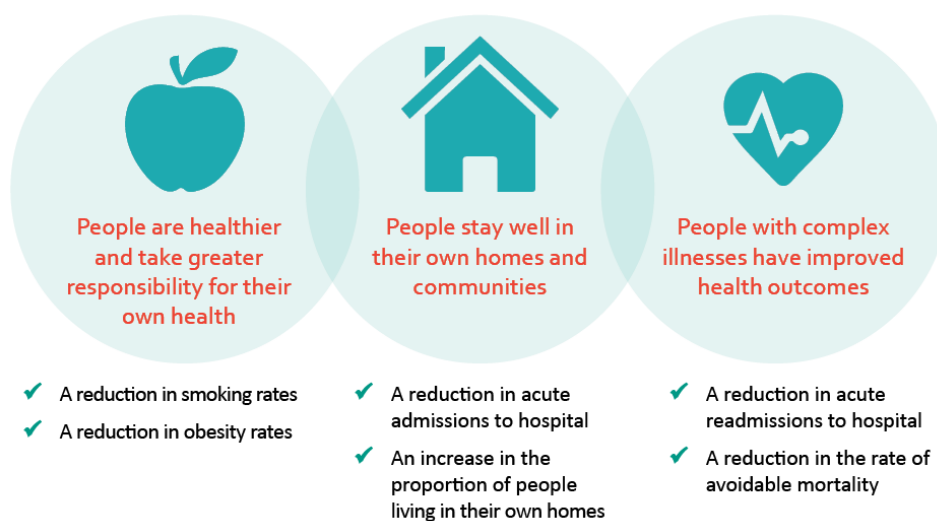 People are healthier
and take greater
responsibility for their
own health
People stay well in
their own homes and
communities
People with complex
illnesses have improved
health outcomes
A reduction in smoking rates
A reduction in obesity rates
A reduction in acute
admissions to hospital
An increase in the
proportion of people
living in their own homes
A reduction in acute
readmissions to hospital
A reduction in the rate of
avoidable mortality